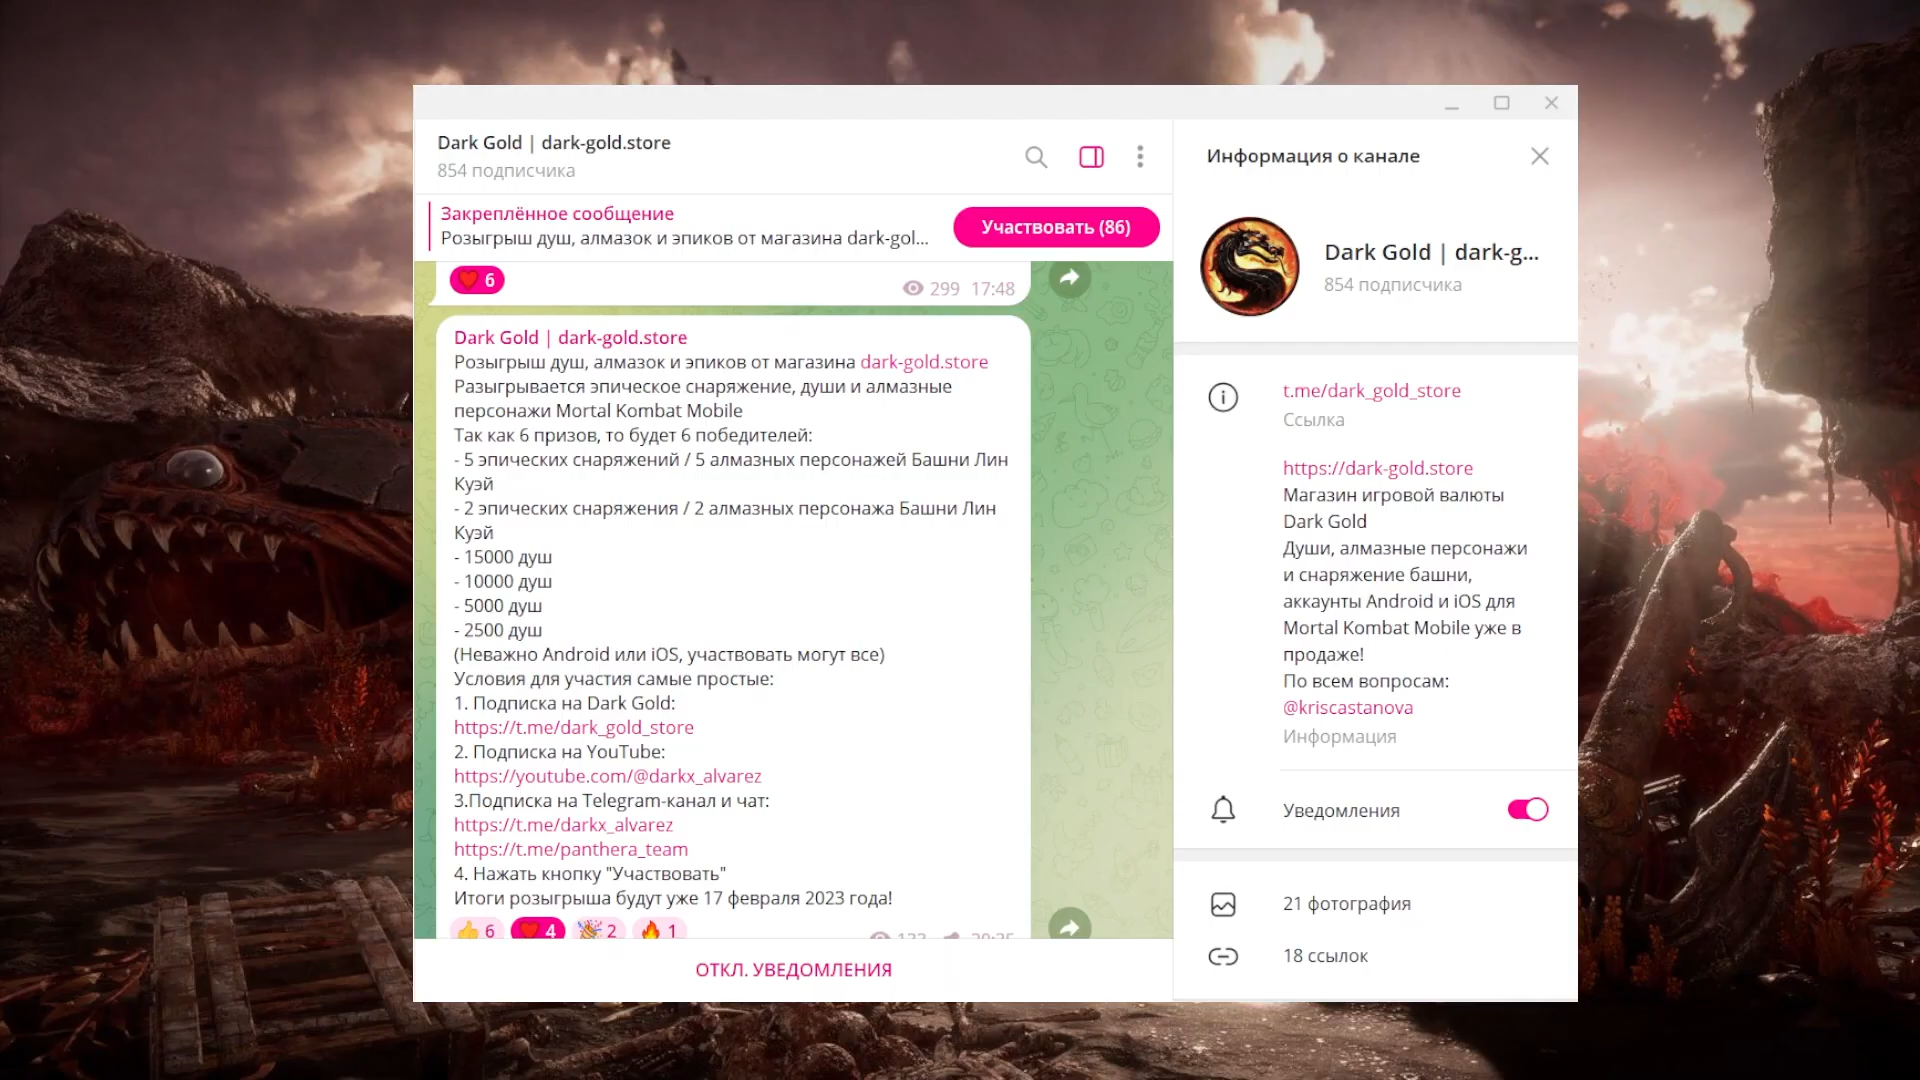 Dark Gold | dark-gold.store
854 подписчика
Закреплённое сообщение
Розыгрыш душ, алмазок и эпиков от магазина dark-gol...
Участвовать (86)
6
299 17:48
Dark Gold | dark-gold.store
Розыгрыш душ, алмазок и эпиков от магазина dark-gold.store
Разыгрывается эпическое снаряжение, души и алмазные
персонажи Mortal Kombat Mobile
Так как 6 призов, то будет 6 победителей:
- 5 эпических снаряжений / 5 алмазных персонажей Башни Лин
Куэй
- 2 эпических снаряжения / 2 алмазных персонажа Башни Лин
Куэй
- 15000 душ
- 10000 душ
- 5000 душ
- 2500 душ
(Неважно Android или iOS, участвовать могут все)
Условия для участия самые простые:
1. Подписка на Dark Gold:
https://t.me/dark_gold_store
2. Подписка на YouTube:
https://youtube.com/@darkx_alvarez
3.Подписка на Telegram-канал и чат:
https://t.me/darkx_alvarez
https://t.me/panthera_team
4. Нажать кнопку "Участвовать"
Итоги розыгрыша будут уже 17 февраля 2023 года!
6 4 2 1
ОТКЛ. УВЕДОМЛЕНИЯ
Информация о канале
Dark Gold | dark-g...
854 подписчика
t.me/dark_gold_store
Ссылка
https://dark-gold.store
Магазин игровой валюты
Dark Gold
Души, алмазные персонажи
и снаряжение башни,
аккаунты Android и iOS для
Mortal Kombat Mobile уже в
продаже!
По всем вопросам:
@kriscastanova
Информация
Уведомления
21 фотография
18 ссылок